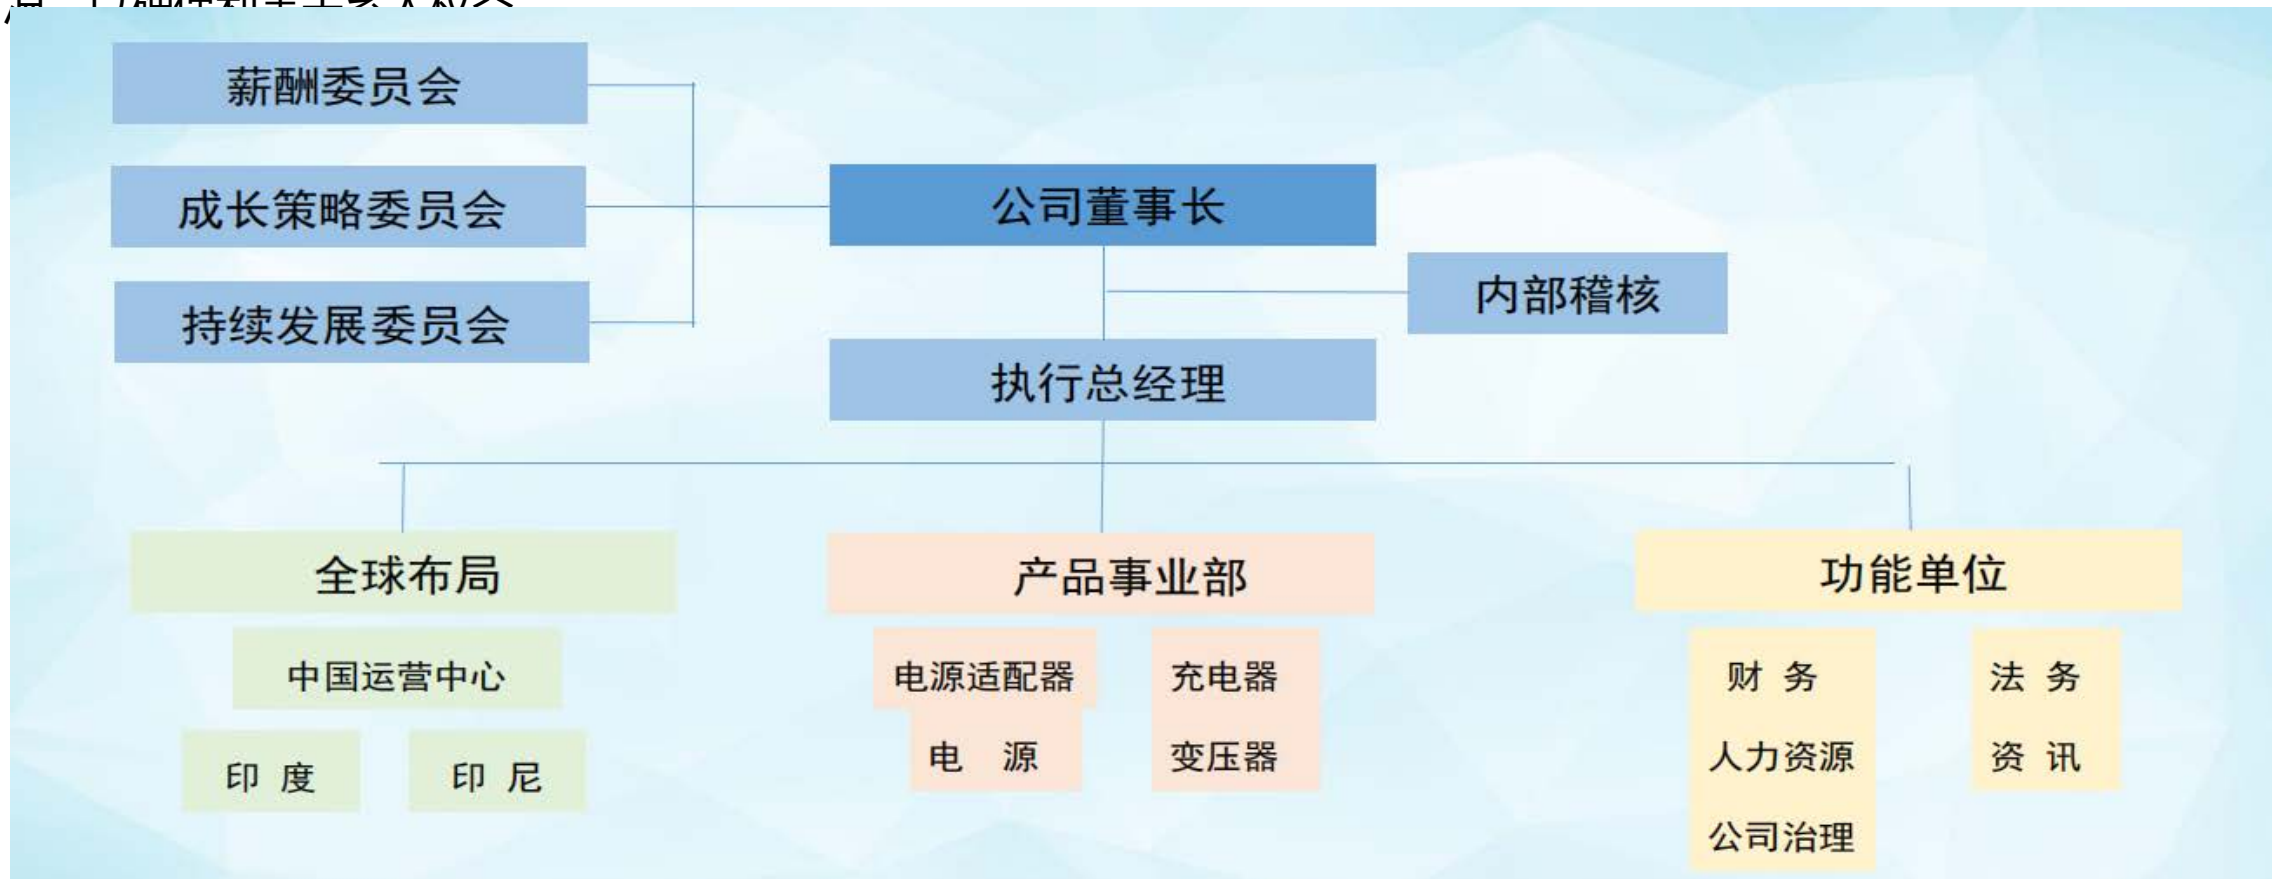 薪酬委员会
成长策略委员会
持续发展委员会
公司董事长
内部稽核
执行总经理
全球布局
中国运营中心
印 度
印 尼
产品事业部
电源适配器
充电器
电 源
变压器
功能单位
财 务
法 务
人力资源
资 讯
公司治理